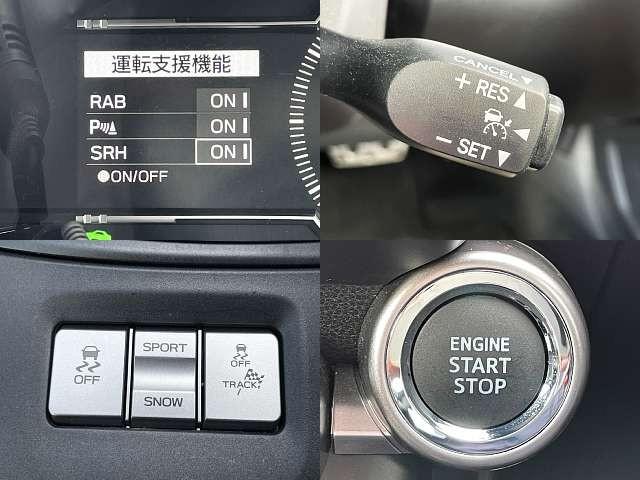 運転支援機能
RAB ON
P ON
SRH ON
●ON/OFF
CANCEL
+ RES
− SET
OFF
SPORT
SNOW
OFF
TRACK
ENGINE
START
STOP